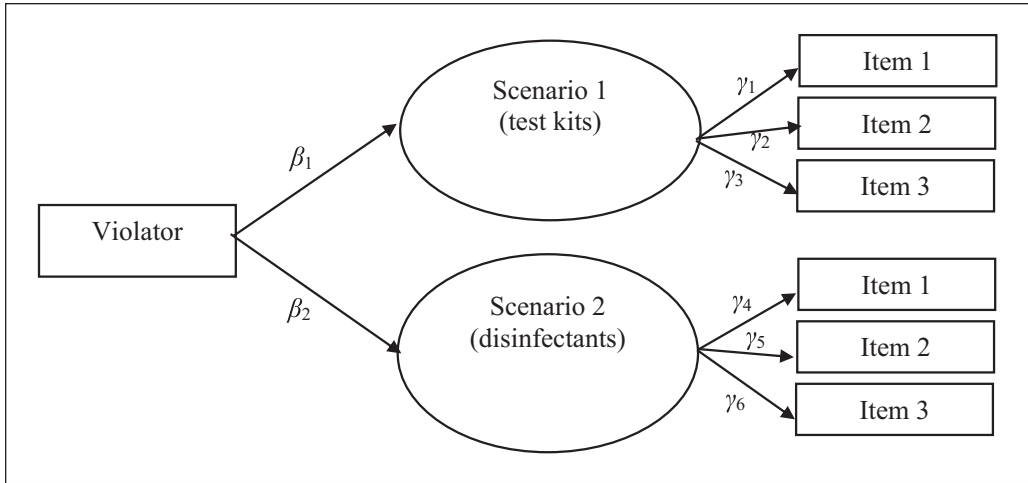 Violator
β1
β2
Scenario 1
(test kits)
γ1
γ2
γ3
Item 1
Item 2
Item 3
Scenario 2
(disinfectants)
γ4
γ5
γ6
Item 1
Item 2
Item 3